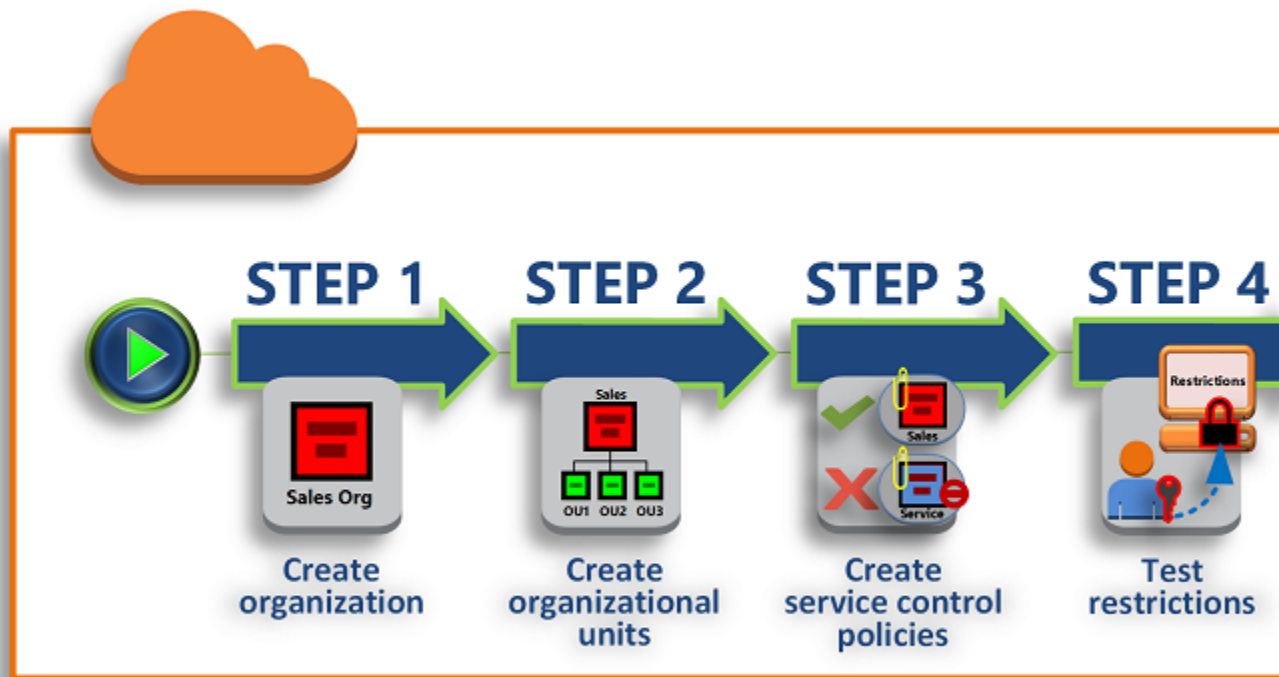 STEP 1
STEP 2
STEP 3
STEP 4
Sales Org
Sales
OU1 OU2 OU3
Sales
Service
Restrictions
Create
organization
Create
organizational
units
Create
service control
policies
Test
restrictions